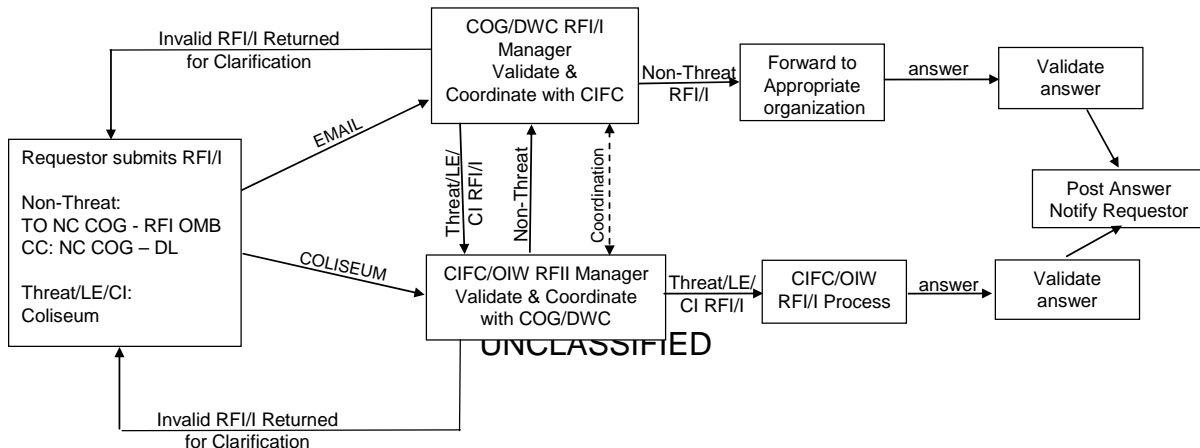 Invalid RFI/I Returned
for Clarification
COG/DWC RFI/I
Manager
Validate &
Coordinate with CIFC
Non-Threat
RFI/I
Forward to
Appropriate
organization
answer
Validate
answer
EMAIL
Requestor submits RFI/I
Non-Threat:
TO NC COG - RFI OMB
CC: NC COG – DL
Threat/LE/CI:
Coliseum
Threat/LE/
CI RFI/I
Non-Threat
Coordination
Post Answer
Notify Requestor
COLISEUM
CIFC/OIW RFII Manager
Validate & Coordinate
with COG/DWC
Threat/LE/
CI RFI/I
CIFC/OIW
RFI/I Process
answer
Validate
answer
UNCLASSIFIED
Invalid RFI/I Returned
for Clarification